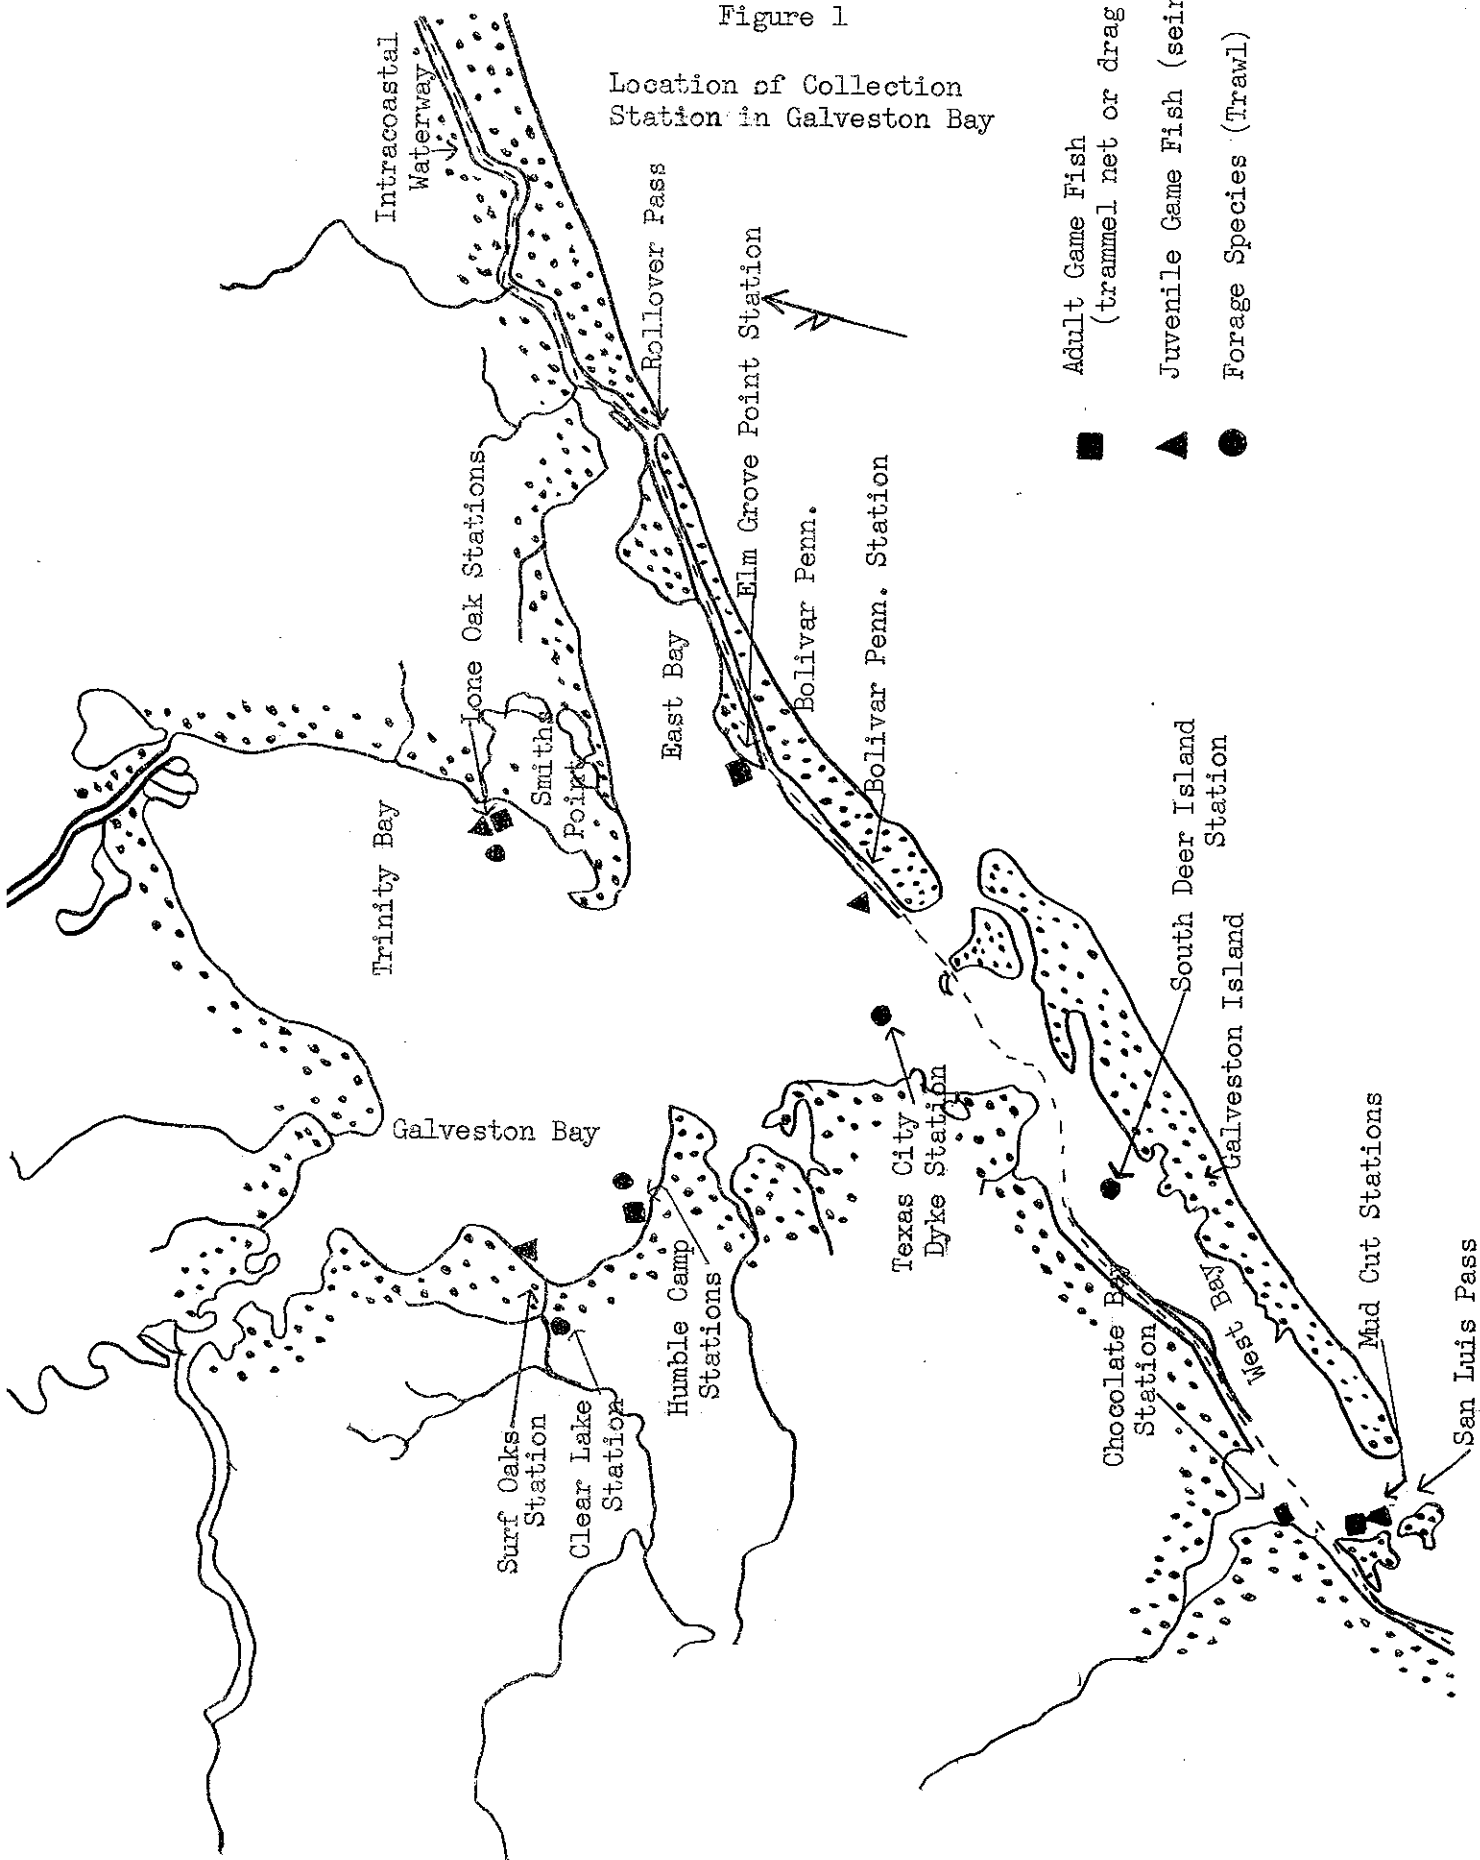 Figure 1
Location of Collection
Station in Galveston Bay
Intracoastal
Waterway
Rollover Pass
Lone Oak Stations
Elm Grove Point Station
Smiths
Point
East Bay
Bolivar Penn.
Bolivar Penn. Station
Trinity Bay
Galveston Bay
South Deer Island
Station
Galveston Island
Texas City
Dyke Station
Humble Camp
Stations
Surf Oaks
Station
Clear Lake
Station
Chocolate Bay
Station
West Bay
Mud Cut Stations
San Luis Pass
N
Adult Game Fish
(trammel net or drag
Juvenile Game Fish (sein
Forage Species (Trawl)